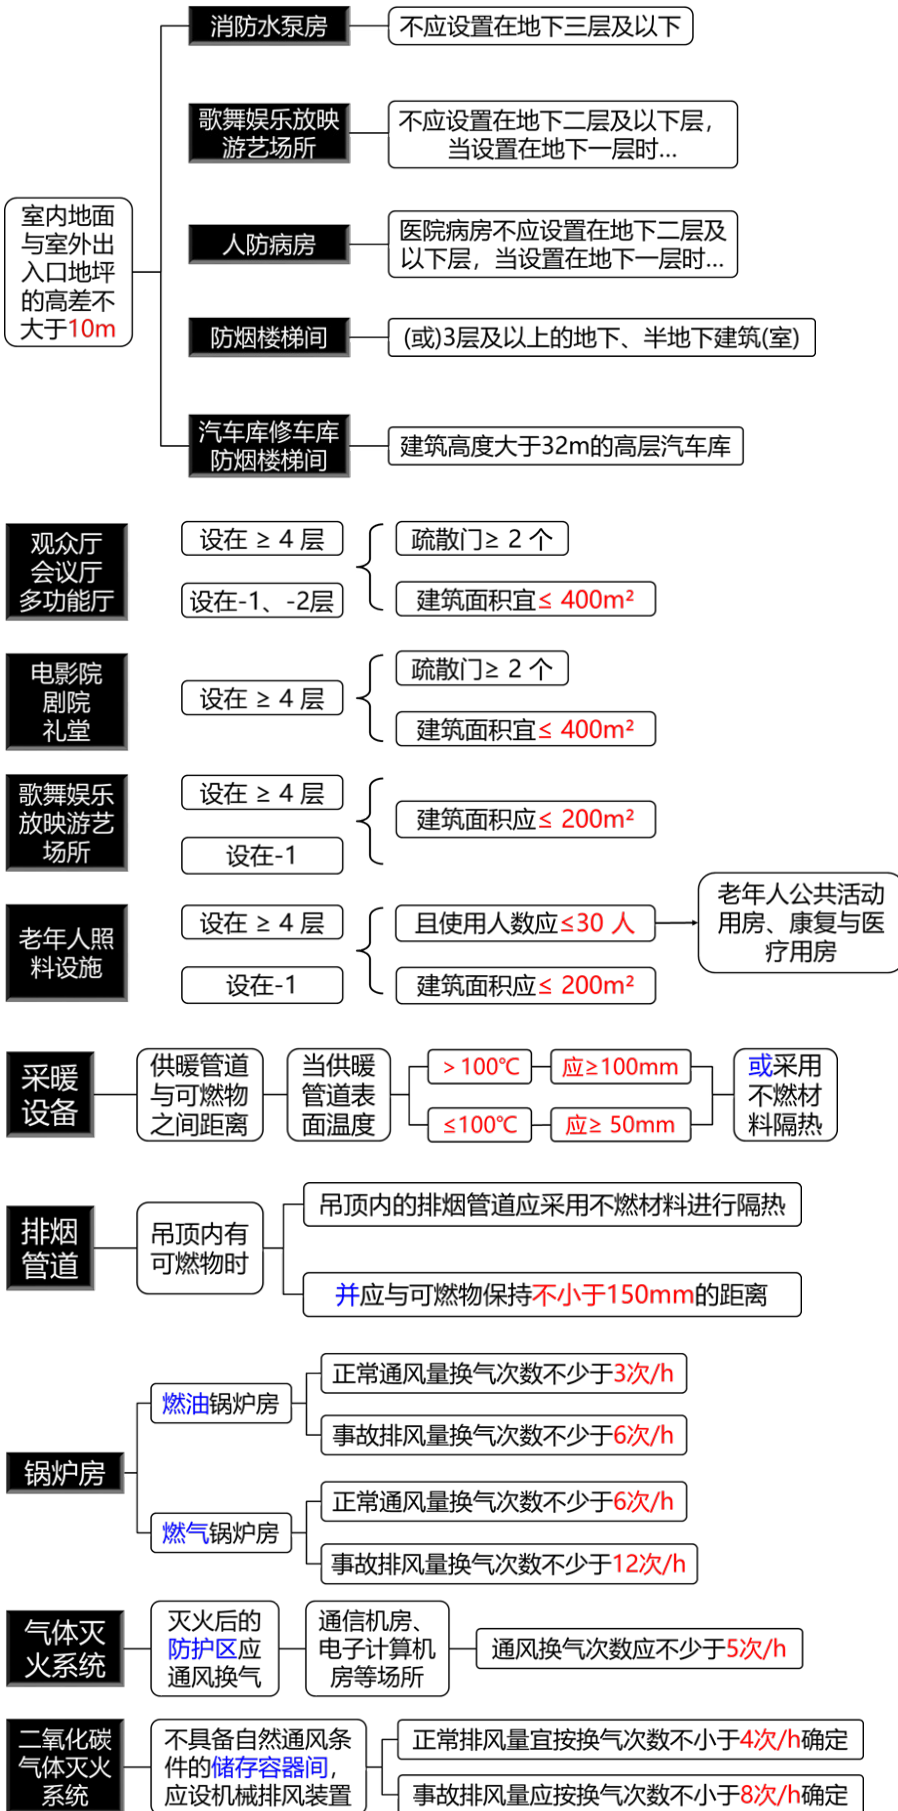 室内地面
与室外出
入口地坪
的高差不
大于10m
消防水泵房
不应设置在地下三层及以下
歌舞娱乐放映
游艺场所
不应设置在地下二层及以下层，
当设置在地下一层时...
人防病房
医院病房不应设置在地下二层及
以下层，当设置在地下一层时...
防烟楼梯间
(或)3层及以上的地下、半地下建筑(室)
汽车库修车库
防烟楼梯间
建筑高度大于32m的高层汽车库
观众厅
会议厅
多功能厅
设在 ≥ 4 层
设在-1、-2层
疏散门≥ 2 个
建筑面积宜≤ 400m²
电影院
剧院
礼堂
设在 ≥ 4 层
疏散门≥ 2 个
建筑面积宜≤ 400m²
歌舞娱乐
放映游艺
场所
设在 ≥ 4 层
设在-1
建筑面积应≤ 200m²
老年人照
料设施
设在 ≥ 4 层
设在-1
且使用人数应≤30 人
建筑面积应≤ 200m²
老年人公共活动
用房、康复与医
疗用房
采暖
设备
供暖管道
与可燃物
之间距离
当供暖
管道表
面温度
＞100℃
应≥100mm
≤100℃
应≥ 50mm
或采用
不燃材
料隔热
排烟
管道
吊顶内有
可燃物时
吊顶内的排烟管道应采用不燃材料进行隔热
并应与可燃物保持不小于150mm的距离
锅炉房
燃油锅炉房
正常通风量换气次数不少于3次/h
事故排风量换气次数不少于6次/h
燃气锅炉房
正常通风量换气次数不少于6次/h
事故排风量换气次数不少于12次/h
气体灭
火系统
灭火后的
防护区应
通风换气
通信机房、
电子计算机
房等场所
通风换气次数应不少于5次/h
二氧化碳
气体灭火
系统
不具备自然通风条
件的储存容器间，
应设机械排风装置
正常排风量宜按换气次数不小于4次/h确定
事故排风量应按换气次数不小于8次/h确定